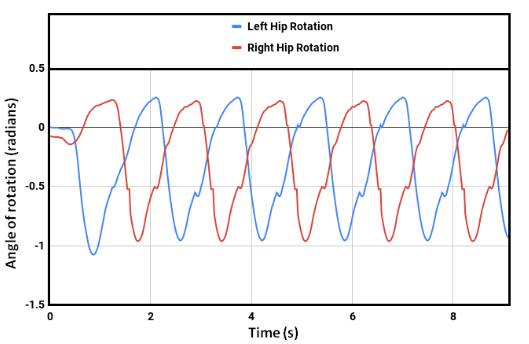 Left Hip Rotation
Right Hip Rotation
0.5
0
-0.5
-1
-1.5
Angle of rotation (radians)
0 2 4 6 8
Time (s)